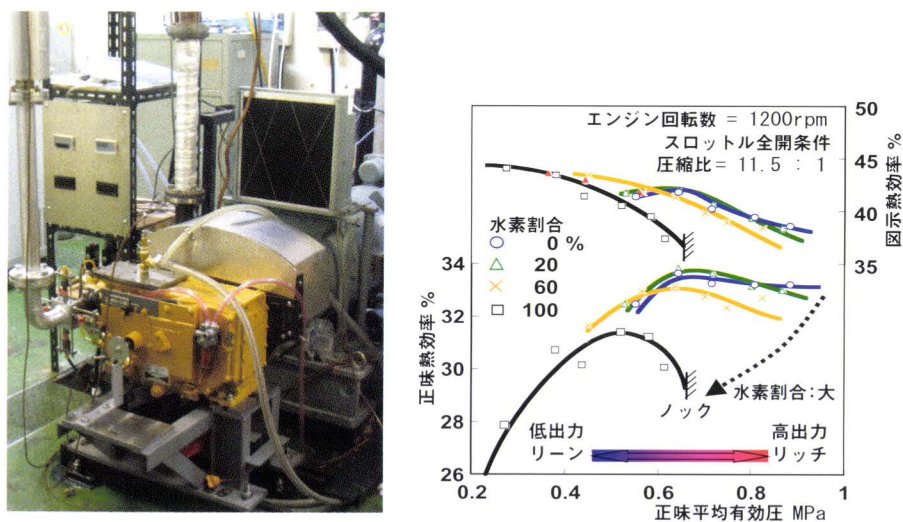 エンジン回転数 = 1200rpm
スロットル全開条件
圧縮比= 11.5 : 1
50
45
40
35
図示熱効率 %
水素割合
0 %
20
60
100
34
32
30
28
26
正味熱効率 %
ノック
水素割合:大
低出力
リーン
高出力
リッチ
0.2 0.4 0.6 0.8 1
正味平均有効圧 MPa